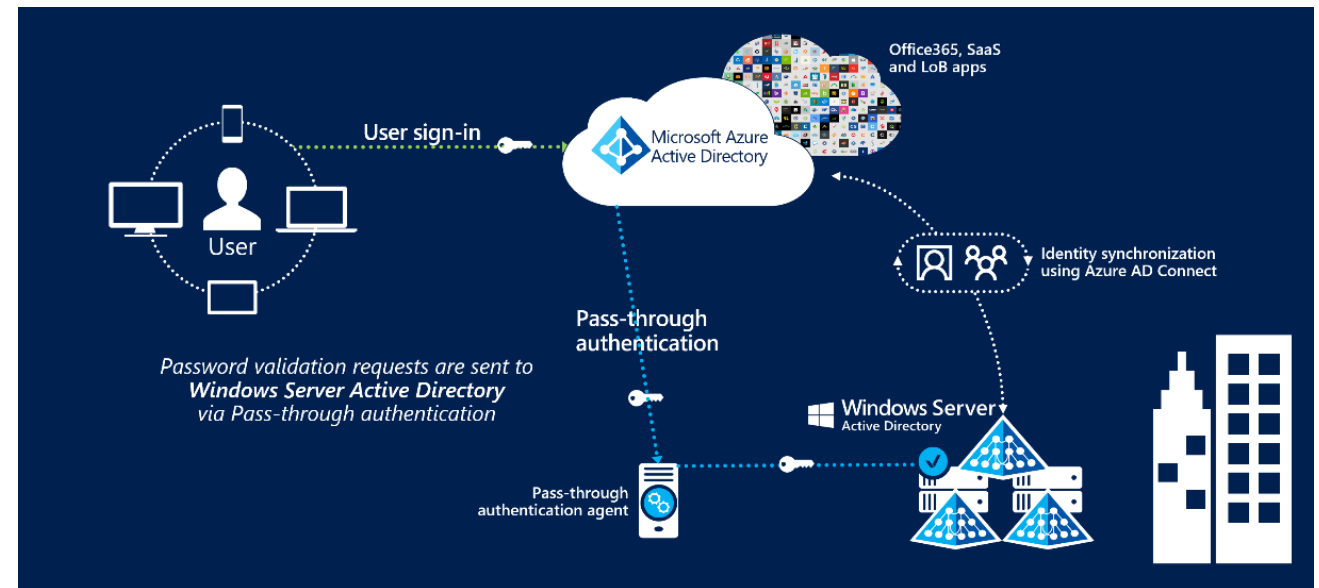 Office365, SaaS
and LoB apps
User sign-in
Microsoft Azure
Active Directory
User
Identity synchronization
using Azure AD Connect
Pass-through
authentication
Password validation requests are sent to
Windows Server Active Directory
via Pass-through authentication
Windows Server
Active Directory
Pass-through
authentication agent